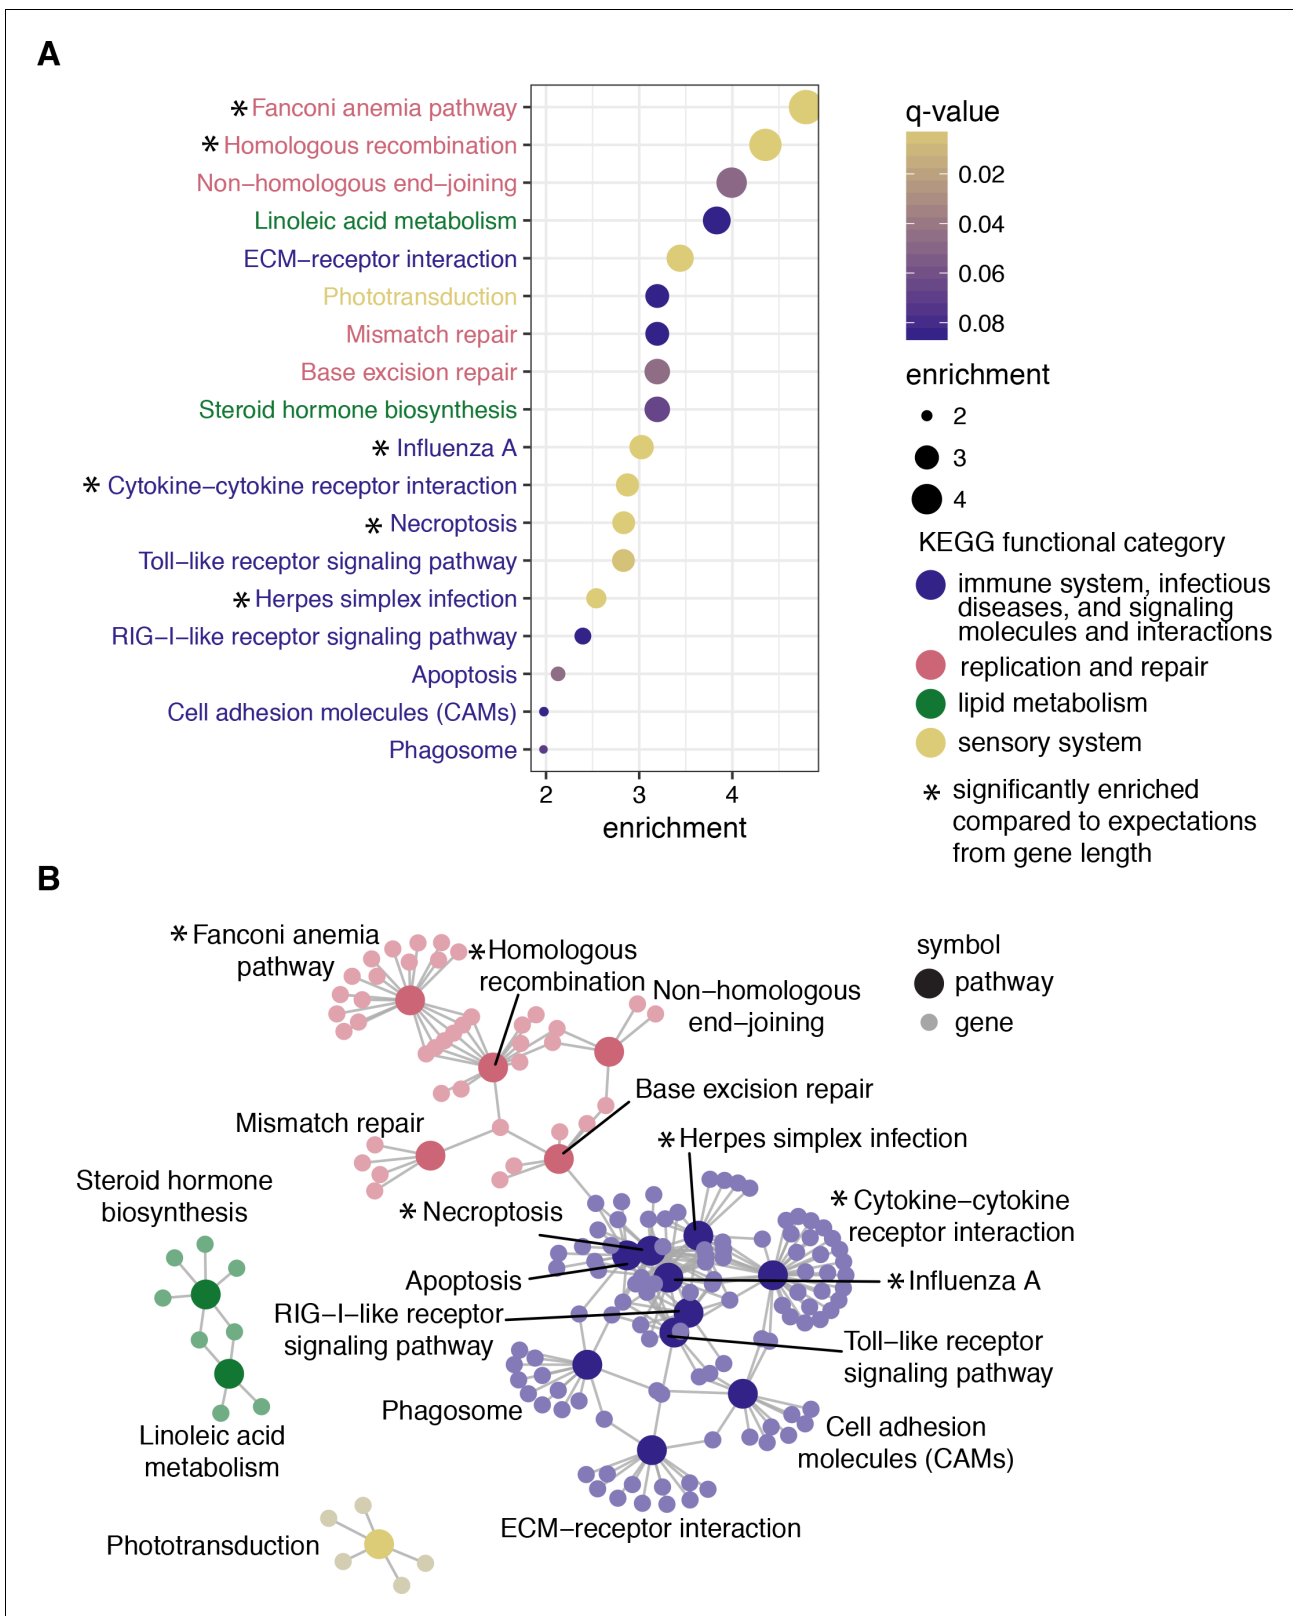 A
* Fanconi anemia pathway
* Homologous recombination
Non−homologous end−joining
Linoleic acid metabolism
ECM−receptor interaction
Phototransduction
Mismatch repair
Base excision repair
Steroid hormone biosynthesis
* Influenza A
* Cytokine−cytokine receptor interaction
* Necroptosis
Toll−like receptor signaling pathway
* Herpes simplex infection
RIG−I−like receptor signaling pathway
Apoptosis
Cell adhesion molecules (CAMs)
Phagosome
2 3 4
enrichment
q-value
0.02
0.04
0.06
0.08
enrichment
2
3
4
KEGG functional category
immune system, infectious
diseases, and signaling
molecules and interactions
replication and repair
lipid metabolism
sensory system
* significantly enriched
compared to expectations
from gene length
B
* Fanconi anemia
pathway
* Homologous
recombination
Non−homologous
end−joining
symbol
pathway
gene
Base excision repair
Mismatch repair
* Herpes simplex infection
Steroid hormone
biosynthesis
* Necroptosis
* Cytokine−cytokine
receptor interaction
Apoptosis
* Influenza A
RIG−I−like receptor
signaling pathway
Toll−like receptor
signaling pathway
Phagosome
Cell adhesion
molecules (CAMs)
Linoleic acid
metabolism
ECM−receptor interaction
Phototransduction